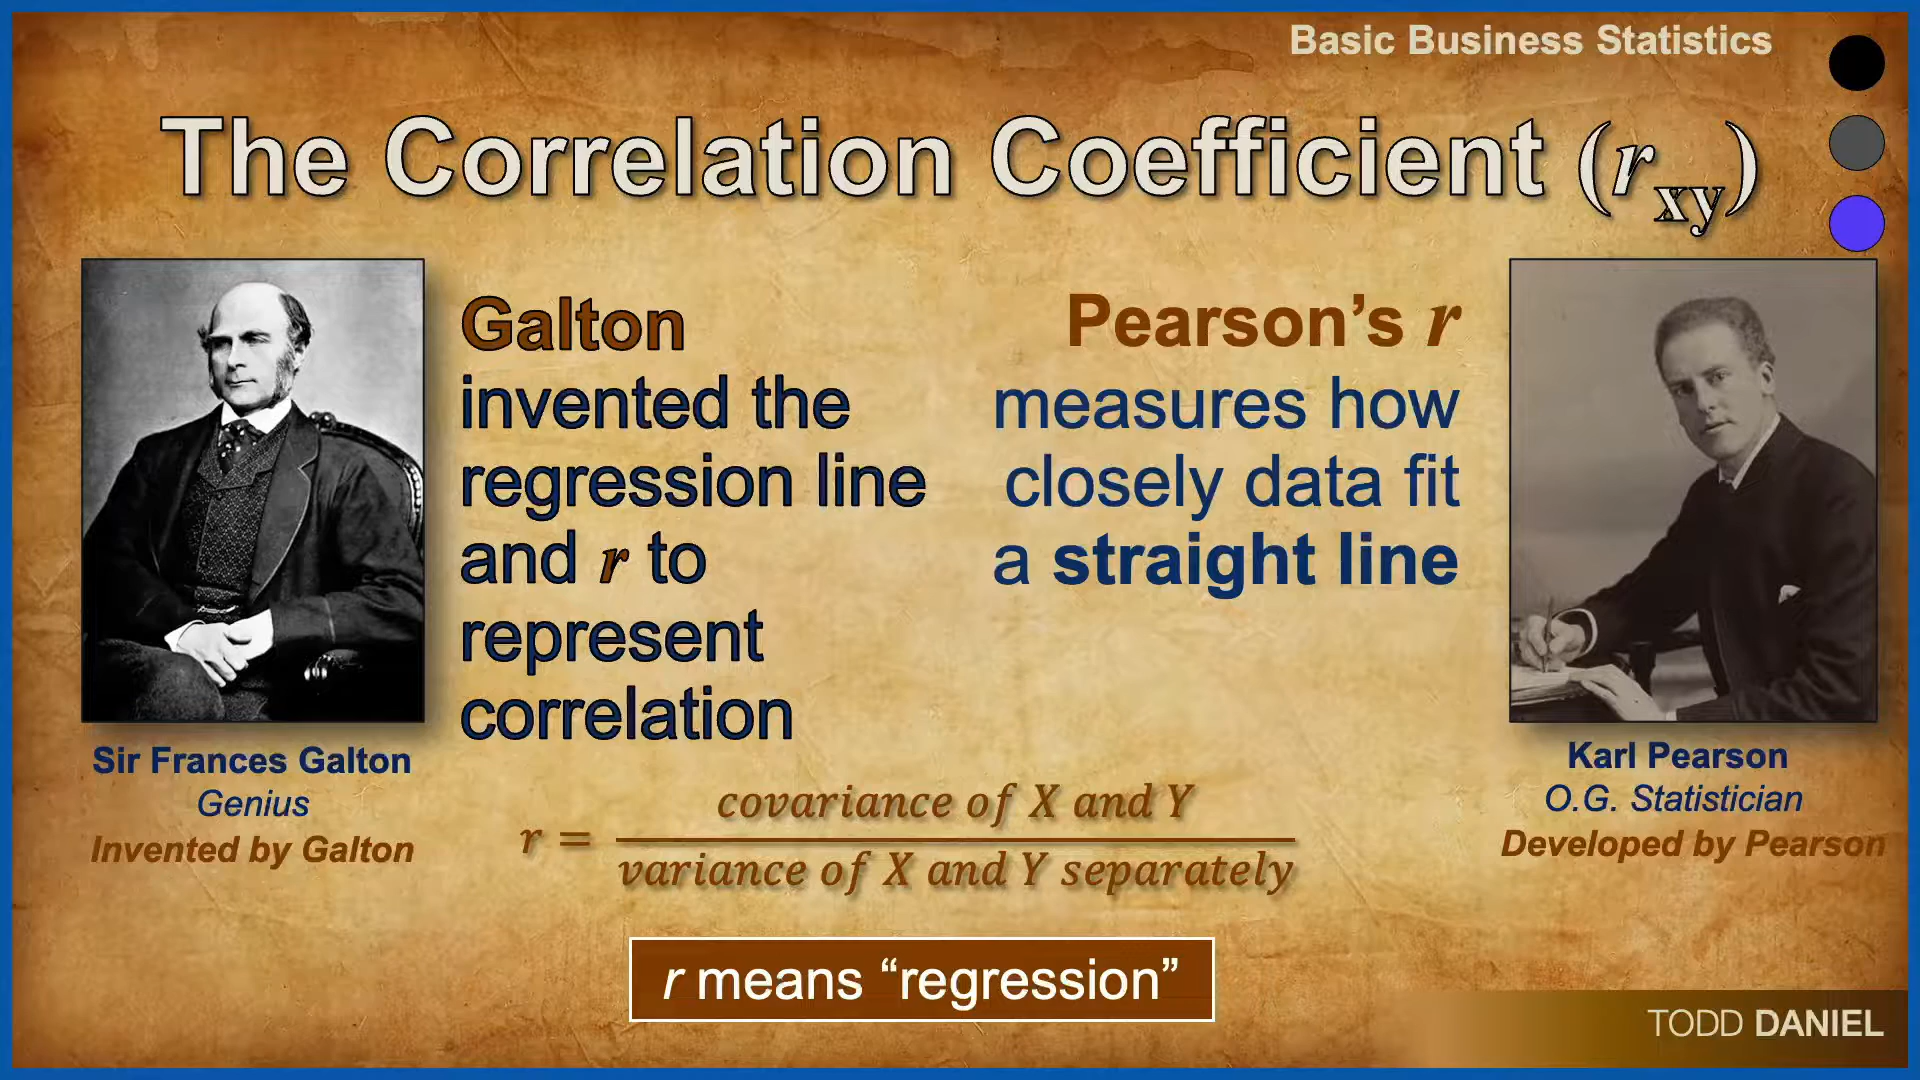 Basic Business Statistics
The Correlation Coefficient (rxy)
Galton
invented the
regression line
and r to
represent
correlation
Pearson’s r
measures how
closely data fit
a straight line
Sir Frances Galton
Genius
Invented by Galton
Karl Pearson
O.G. Statistician
Developed by Pearson
r = covariance of X and Y / variance of X and Y separately
r means “regression”
TODD DANIEL